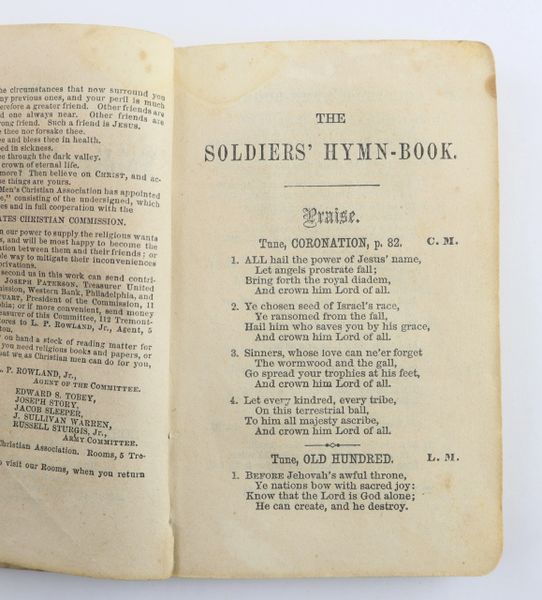 he circumstances that now surround you
ny previous ones, and your peril is much
erefore a greater friend. Other friends are
d one always near. Other friends are
rong friend. Such a friend is JESUS.
e thee nor forsake thee.
e and bless thee in health.
ed in sickness.
e through the dark valley.
crown of eternal life.
more? Then believe on CHRIST, and ac-
se things are yours.
Men's Christian Association has appointed
e," consisting of the undersigned, which
es and in full cooperation with the
ATES CHRISTIAN COMMISSION.
n our power to supply the religious wants
s, and will be most happy to become the
ation between them and their friends; or
ble way to mitigate their inconveniences
privations.
second us in this work can send contri-
JOSEPH PATERSON, Treasurer United
mission, Western Bank, Philadelphia, and
UART, President of the Commission, 11
phia; or if more convenient, send money
easurer of this Committee, 112 Tremont-
tores to L. P. ROWLAND, Jr., Agent, 5
ton.
on hand a stock of reading matter for
you need religious books and papers, or
hat we as Christian men can do for you,
P. ROWLAND, JR.,
AGENT OF THE COMMITTEE.
EDWARD S. TOBEY,
JOSEPH STORY,
JACOB SLEEPER,
J. SULLIVAN WARREN,
RUSSELL STURGIS, JR.,
ARMY COMMITTEE.
Christian Association. Rooms, 5 Tre-
o visit our Rooms, when you return
THE
SOLDIERS' HYMN-BOOK.
Praise.
Tune, CORONATION, p. 82. C. M.
1. ALL hail the power of Jesus' name,
Let angels prostrate fall;
Bring forth the royal diadem,
And crown him Lord of all.
2. Ye chosen seed of Israel's race,
Ye ransomed from the fall,
Hail him who saves you by his grace,
And crown him Lord of all.
3. Sinners, whose love can ne'er forget
The wormwood and the gall,
Go spread your trophies at his feet,
And crown him Lord of all.
4. Let every kindred, every tribe,
On this terrestrial ball,
To him all majesty ascribe,
And crown him Lord of all.
Tune, OLD HUNDRED. L. M.
1. BEFORE Jehovah's awful throne,
Ye nations bow with sacred joy:
Know that the Lord is God alone;
He can create, and he destroy.